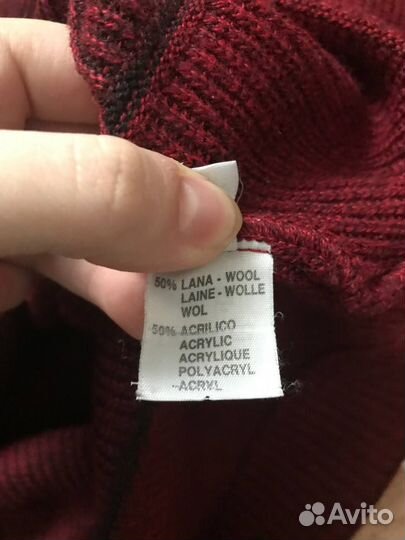 50% LANA - WOOL
LAINE - WOLLE
WOL
50% ACRILICO
ACRYLIC
ACRYLIQUE
POLYACRYL
ACRYL
Avito